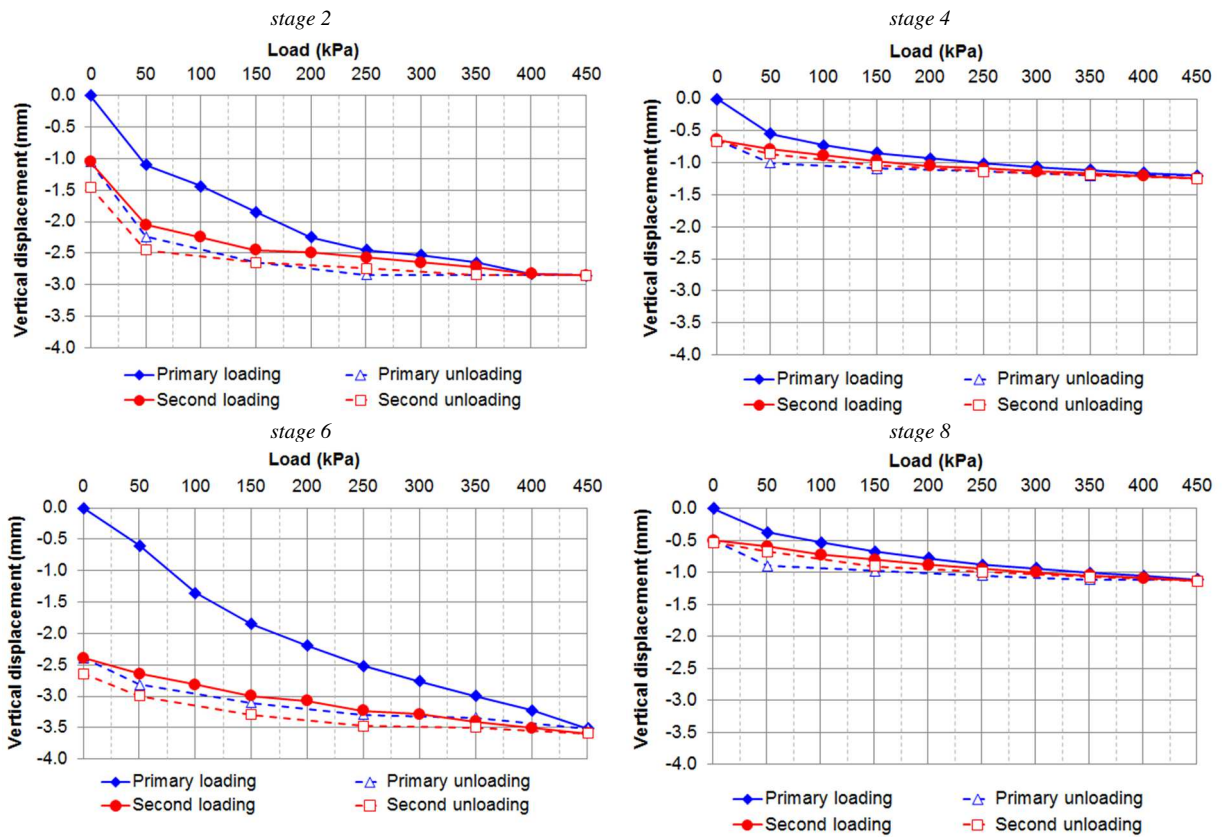 stage 2
Load (kPa)
0 50 100 150 200 250 300 350 400 450
0.0
-0.5
-1.0
-1.5
-2.0
-2.5
-3.0
-3.5
-4.0
Vertical displacement (mm)
Primary loading
Primary unloading
Second loading
Second unloading
stage 4
Load (kPa)
0 50 100 150 200 250 300 350 400 450
0.0
-0.5
-1.0
-1.5
-2.0
-2.5
-3.0
-3.5
-4.0
Vertical displacement (mm)
Primary loading
Primary unloading
Second loading
Second unloading
stage 6
Load (kPa)
0 50 100 150 200 250 300 350 400 450
0.0
-0.5
-1.0
-1.5
-2.0
-2.5
-3.0
-3.5
-4.0
Vertical displacement (mm)
Primary loading
Primary unloading
Second loading
Second unloading
stage 8
Load (kPa)
0 50 100 150 200 250 300 350 400 450
0.0
-0.5
-1.0
-1.5
-2.0
-2.5
-3.0
-3.5
-4.0
Vertical displacement (mm)
Primary loading
Primary unloading
Second loading
Second unloading